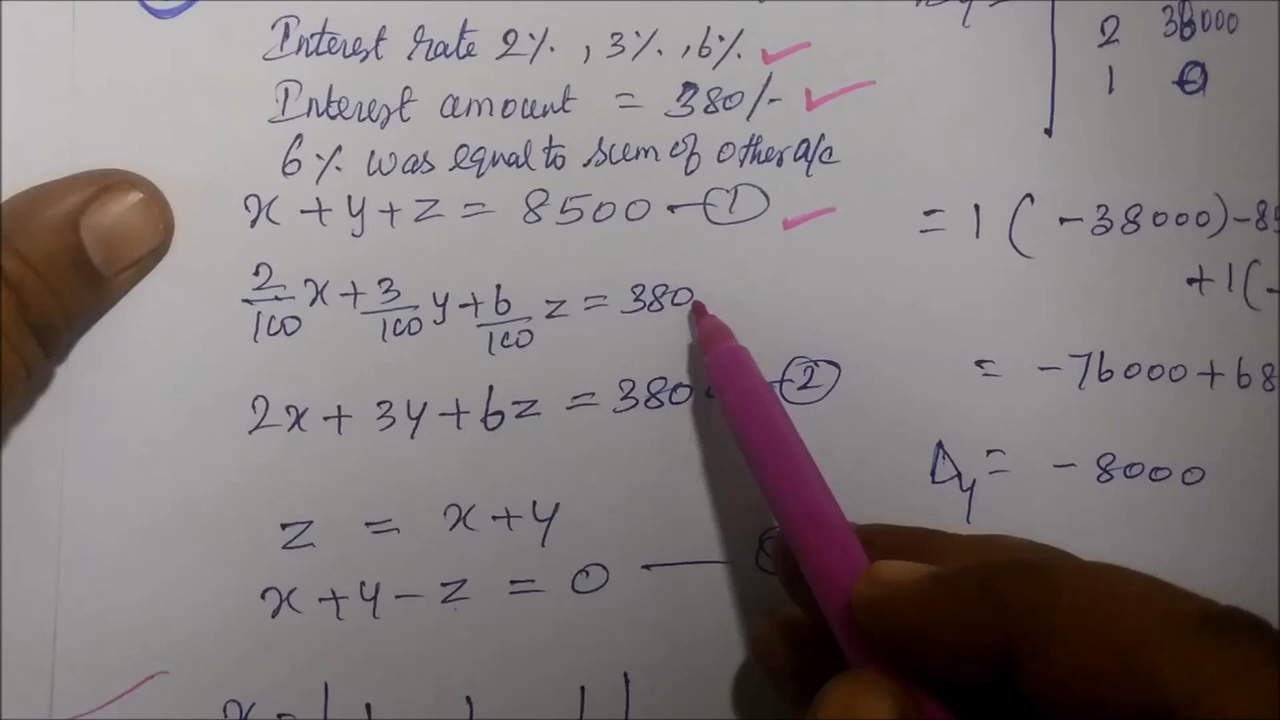 Interest rate 2%, 3%, 6%
Interest amount = 380/-
6% was equal to sum of other a/c
x + y + z = 8500 — ①
2/100 x + 3/100 y + 6/100 z = 380
2x + 3y + 6z = 380 — ②
z = x + y
x + y - z = 0 —
2 38000
1 0
= 1 ( -38000) - 8
+1(-
= -76000 + 68
Δy = -8000